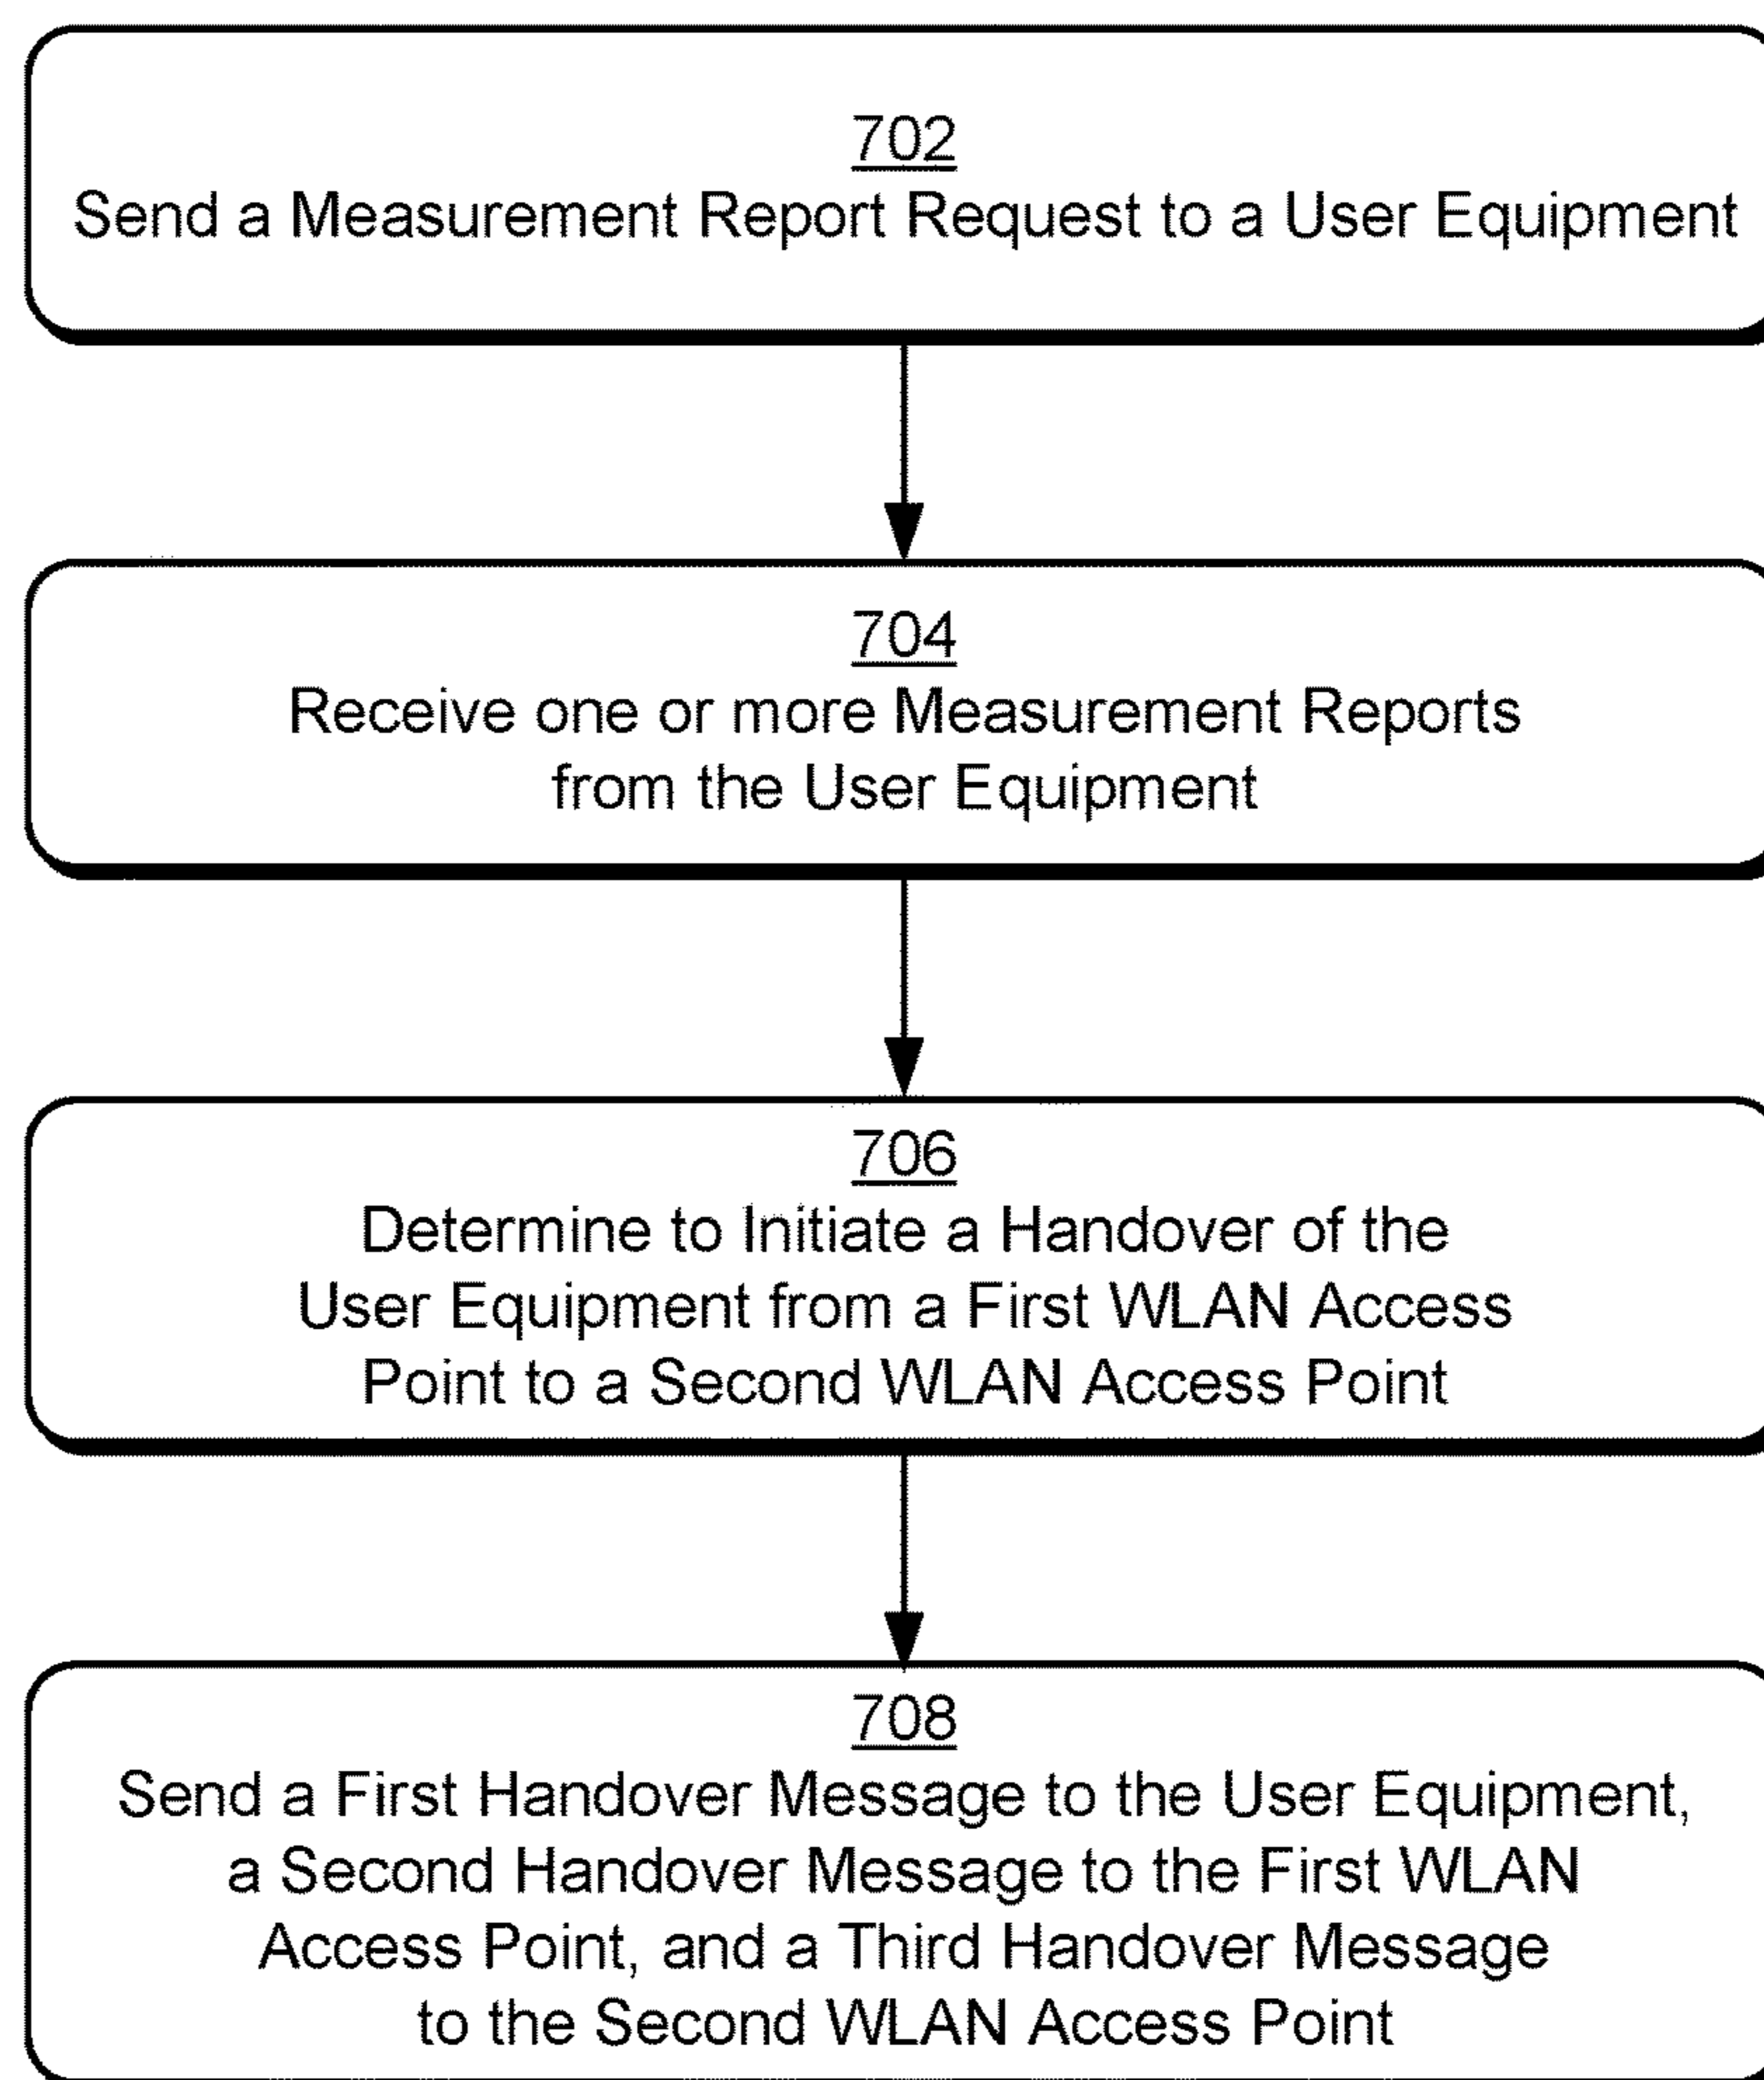 702
Send a Measurement Report Request to a User Equipment
704
Receive one or more Measurement Reports
from the User Equipment
706
Determine to Initiate a Handover of the
User Equipment from a First WLAN Access
Point to a Second WLAN Access Point
708
Send a First Handover Message to the User Equipment,
a Second Handover Message to the First WLAN
Access Point, and a Third Handover Message
to the Second WLAN Access Point